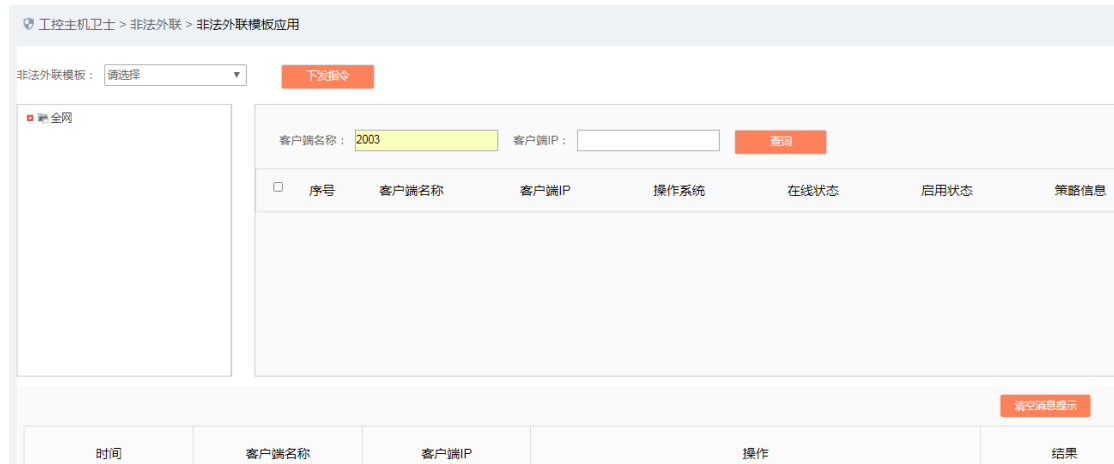 工控主机卫士 > 非法外联 > 非法外联模板应用
非法外联模板： 请选择 下发指令
全网
客户端名称： 2003 客户端IP： 查询
序号 客户端名称 客户端IP 操作系统 在线状态 启用状态 策略信息
清空消息提示
时间 客户端名称 客户端IP 操作 结果